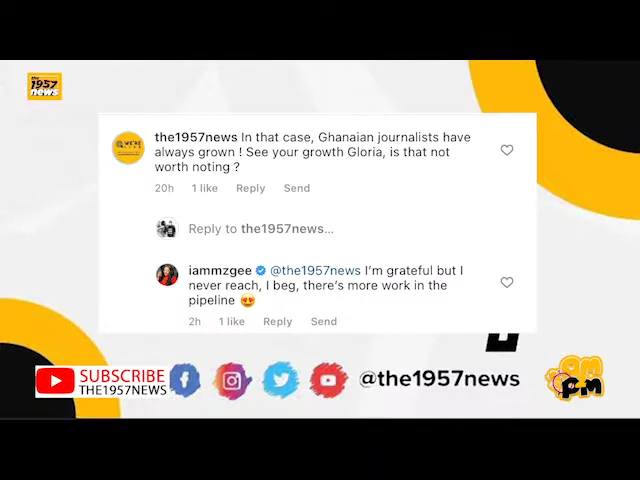 the
1957
news
the1957news In that case, Ghanaian journalists have
always grown ! See your growth Gloria, is that not
worth noting ?
20h 1 like Reply Send
Reply to the1957news...
iammzgee @the1957news I'm grateful but I
never reach, I beg, there's more work in the
pipeline 😍
2h 1 like Reply Send
SUBSCRIBE
THE1957NEWS
@the1957news
AM
PM